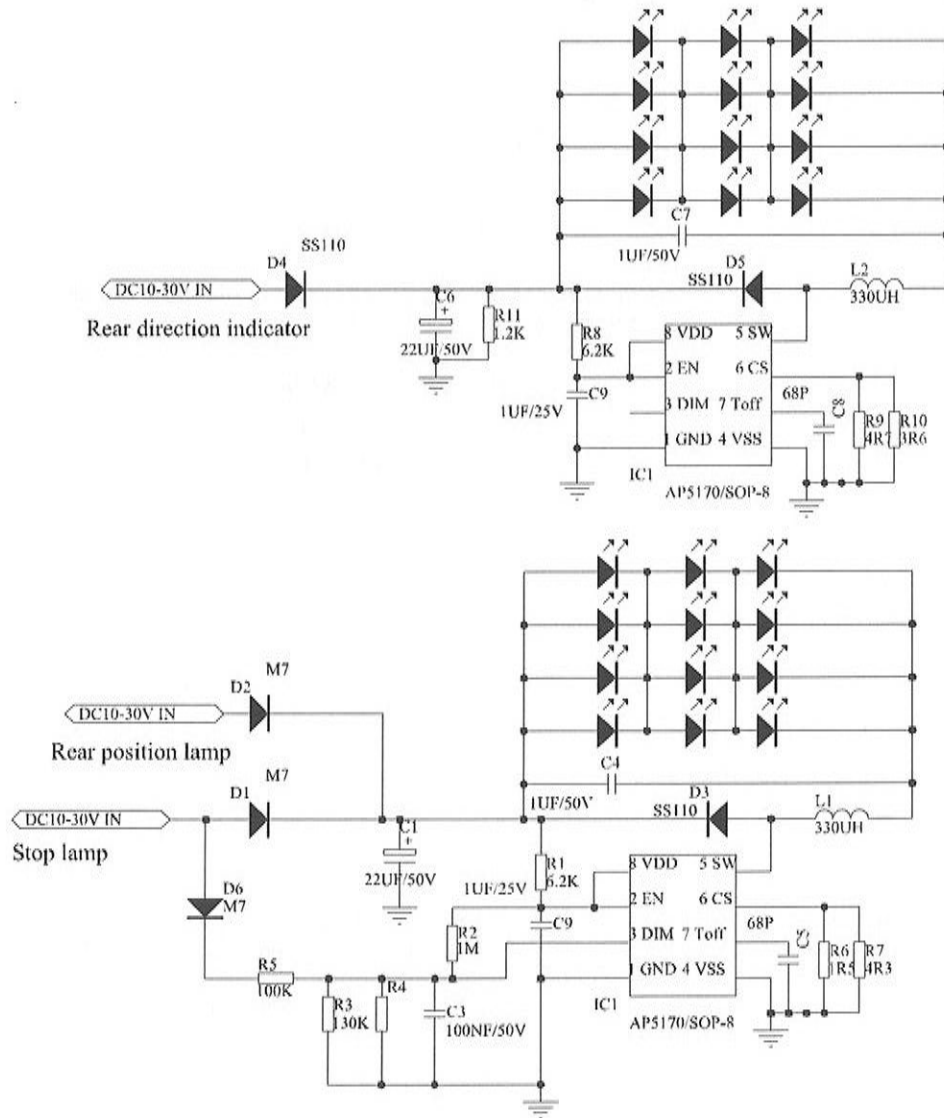 C7
1UF/50V
SS110
D4
DC10-30V IN
Rear direction indicator
C6
+
22UF/50V
R11
1.2K
R8
6.2K
1UF/25V
C9
D5
SS110
L2
330UH
8 VDD 5 SW
2 EN 6 CS
3 DIM 7 Toff
1 GND 4 VSS
68P
C8
R9
4R7
R10
3R6
IC1
AP5170/SOP-8
M7
D2
DC10-30V IN
Rear position lamp
M7
D1
DC10-30V IN
Stop lamp
D6
M7
C4
1UF/50V
D3
SS110
L1
330UH
C1
+
22UF/50V
1UF/25V
R1
6.2K
C9
R2
1M
8 VDD 5 SW
2 EN 6 CS
3 DIM 7 Toff
1 GND 4 VSS
68P
C5
R6
1R5
R7
4R3
IC1
AP5170/SOP-8
R5
100K
R3
130K
R4
C3
100NF/50V